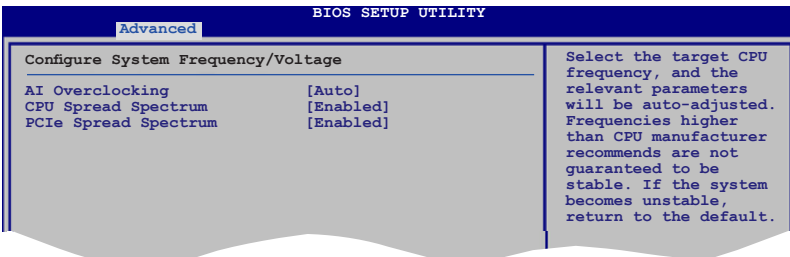 BIOS SETUP UTILITY
Advanced
Configure System Frequency/Voltage
AI Overclocking [Auto]
CPU Spread Spectrum [Enabled]
PCIe Spread Spectrum [Enabled]
Select the target CPU
frequency, and the
relevant parameters
will be auto-adjusted.
Frequencies higher
than CPU manufacturer
recommends are not
guaranteed to be
stable. If the system
becomes unstable,
return to the default.